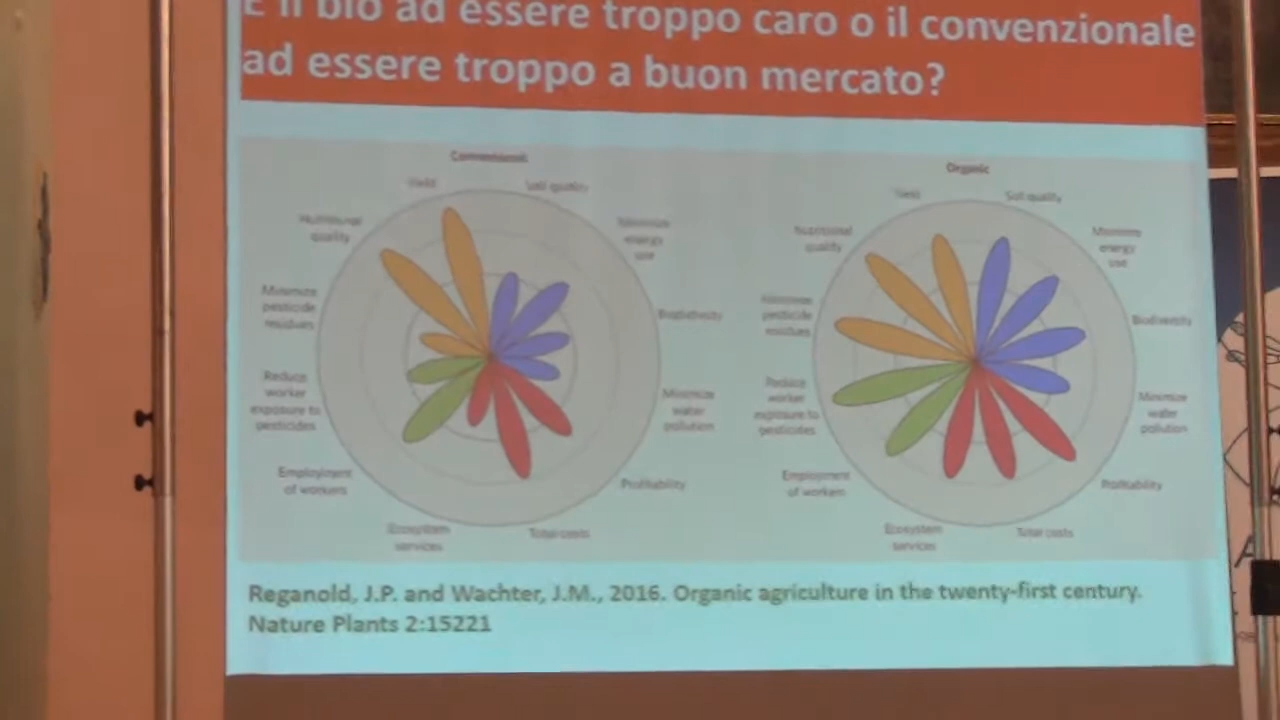 È il bio ad essere troppo caro o il convenzionale
ad essere troppo a buon mercato?
Conventional
Yield
Soil quality
Nutritional
quality
Minimize
energy
use
Minimize
pesticide
residues
Biodiversity
Reduce
worker
exposure to
pesticides
Minimize
water
pollution
Employment
of workers
Profitability
Ecosystem
services
Total costs
Organic
Yield
Soil quality
Nutritional
quality
Minimize
energy
use
Minimize
pesticide
residues
Biodiversity
Reduce
worker
exposure to
pesticides
Minimize
water
pollution
Employment
of workers
Profitability
Ecosystem
services
Total costs
Reganold, J.P. and Wachter, J.M., 2016. Organic agriculture in the twenty-first century.
Nature Plants 2:15221